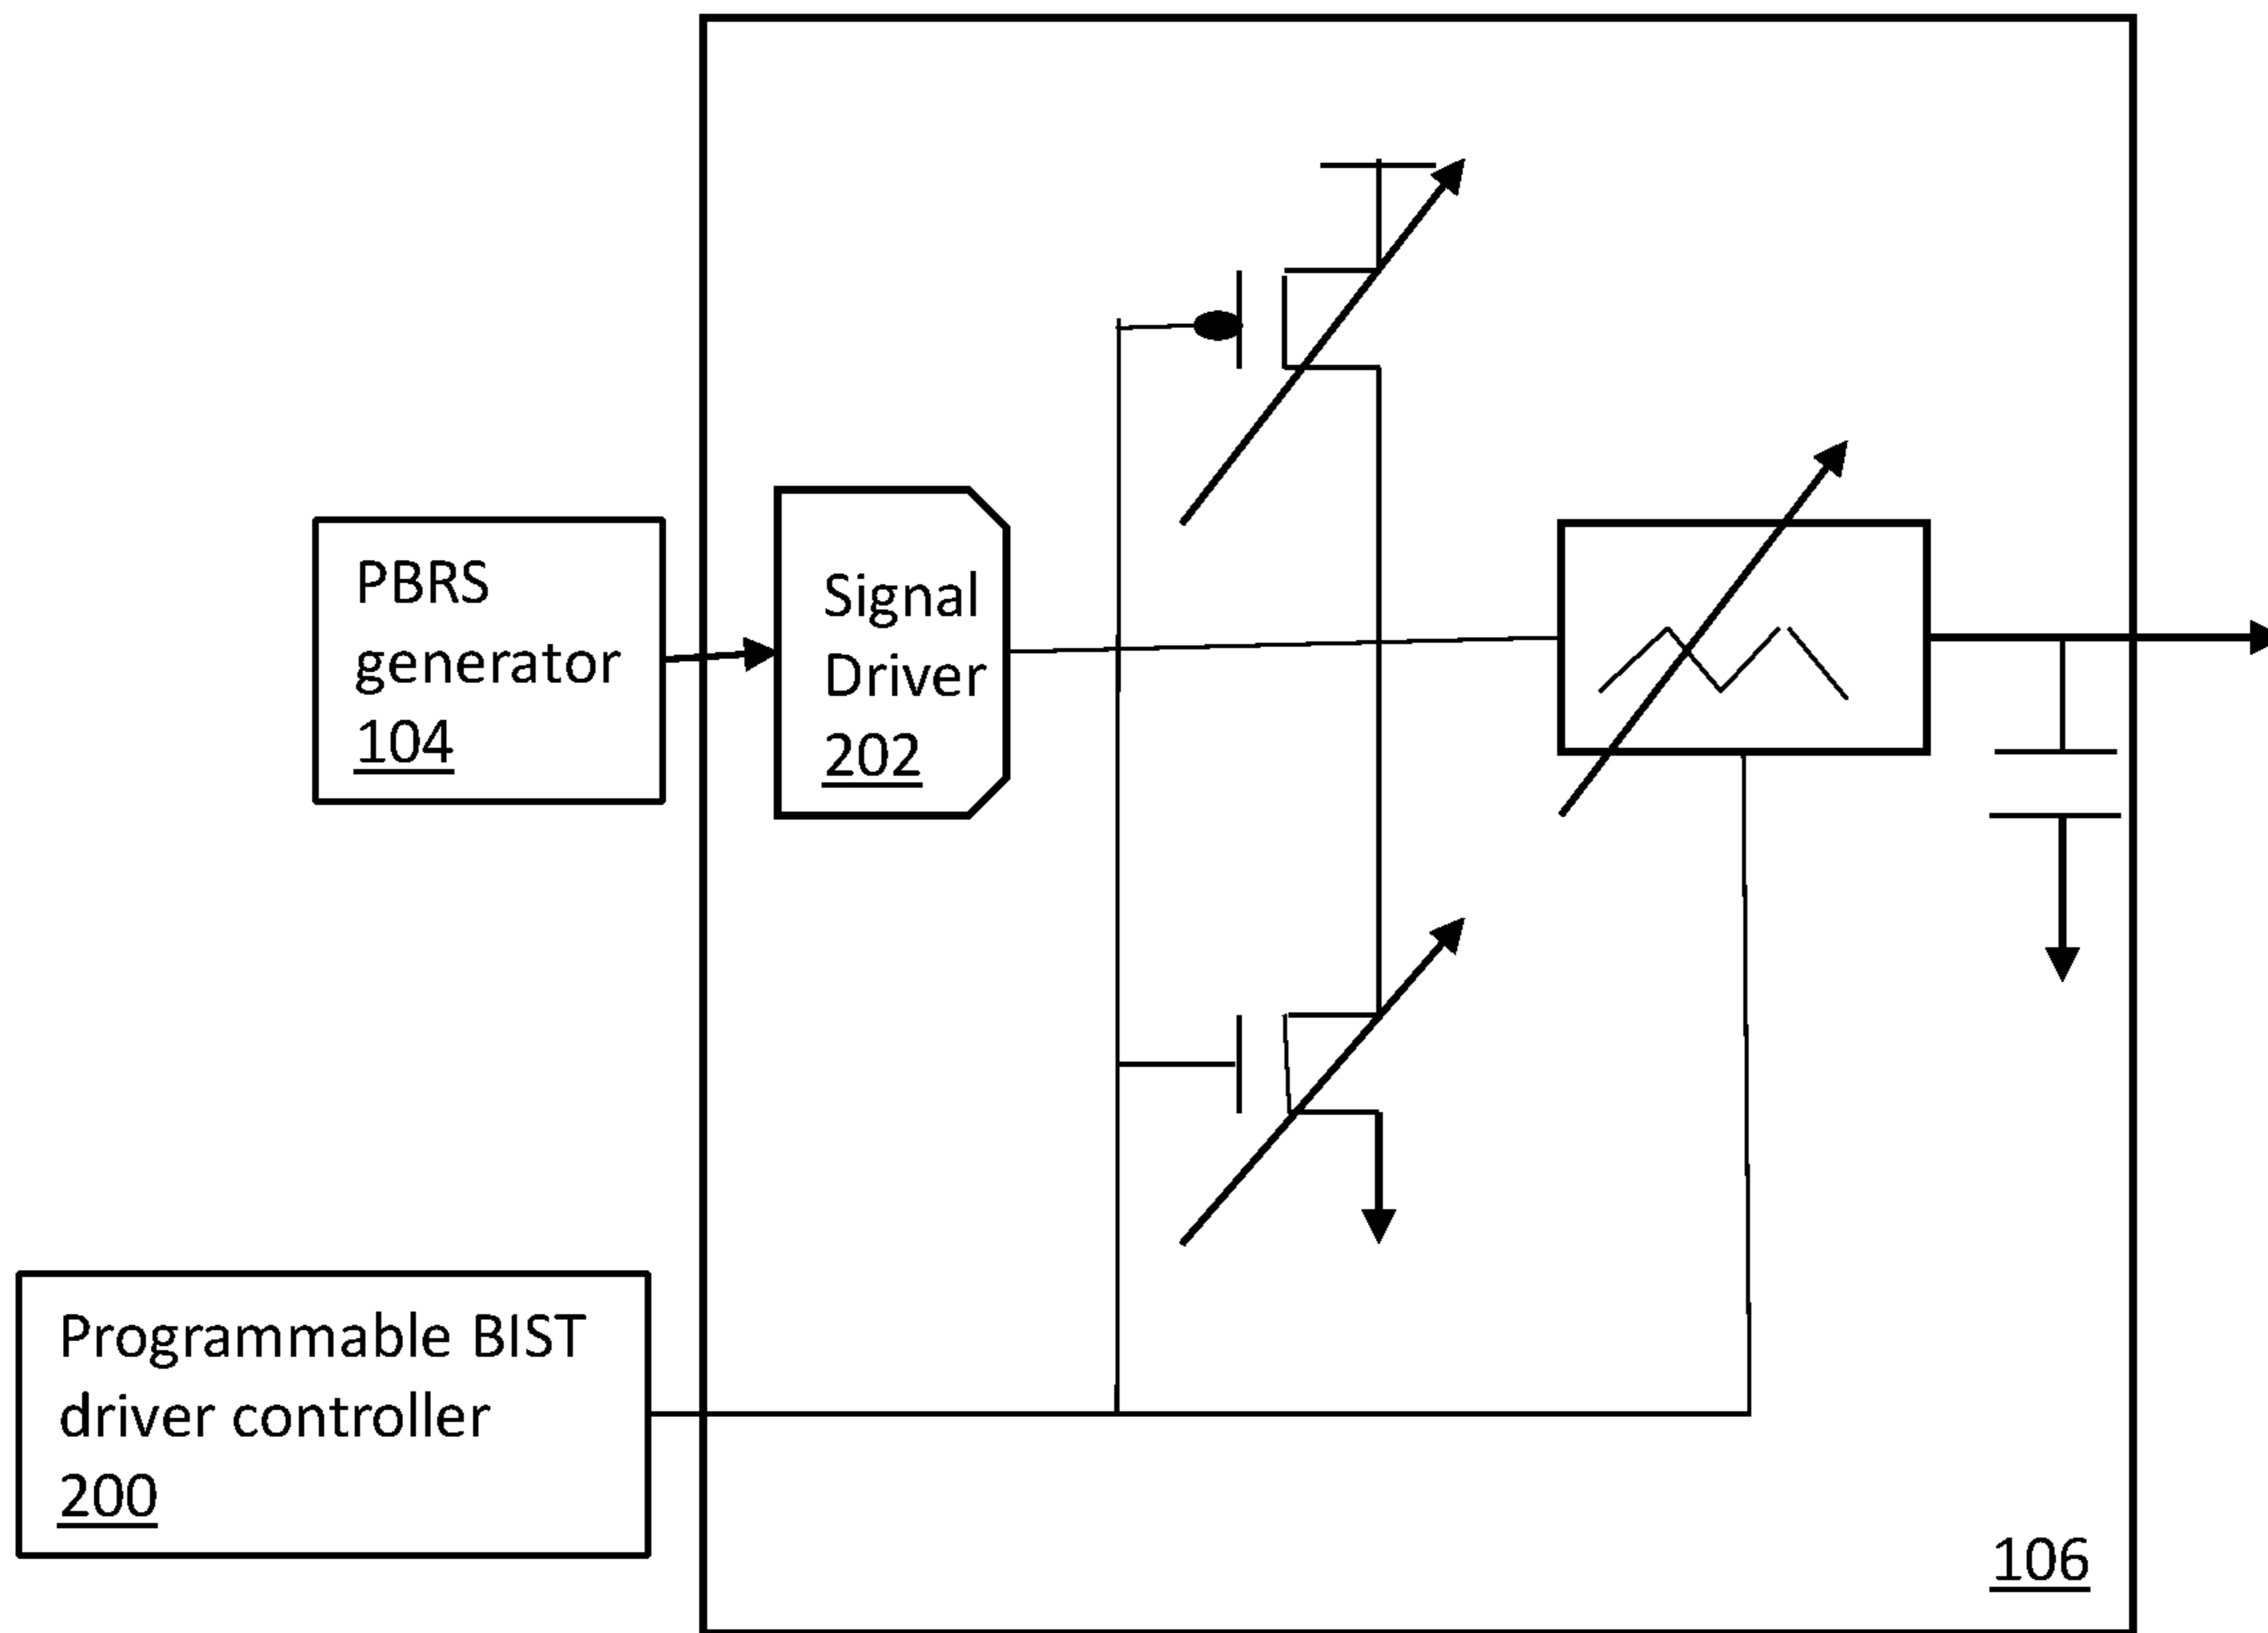 PBRS
generator
104
Signal
Driver
202
Programmable BIST
driver controller
200
106